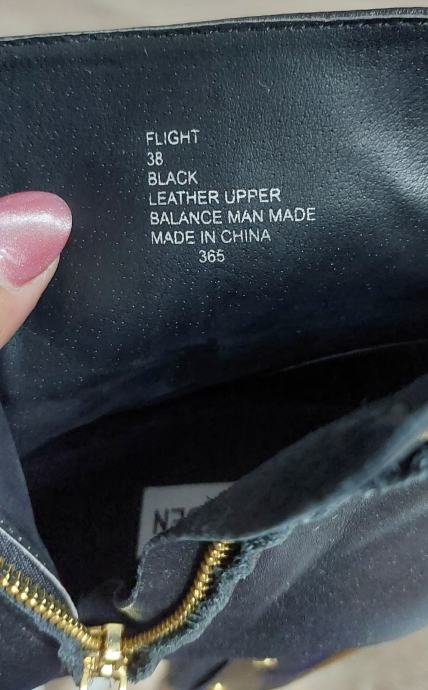 FLIGHT
38
BLACK
LEATHER UPPER
BALANCE MAN MADE
MADE IN CHINA
365